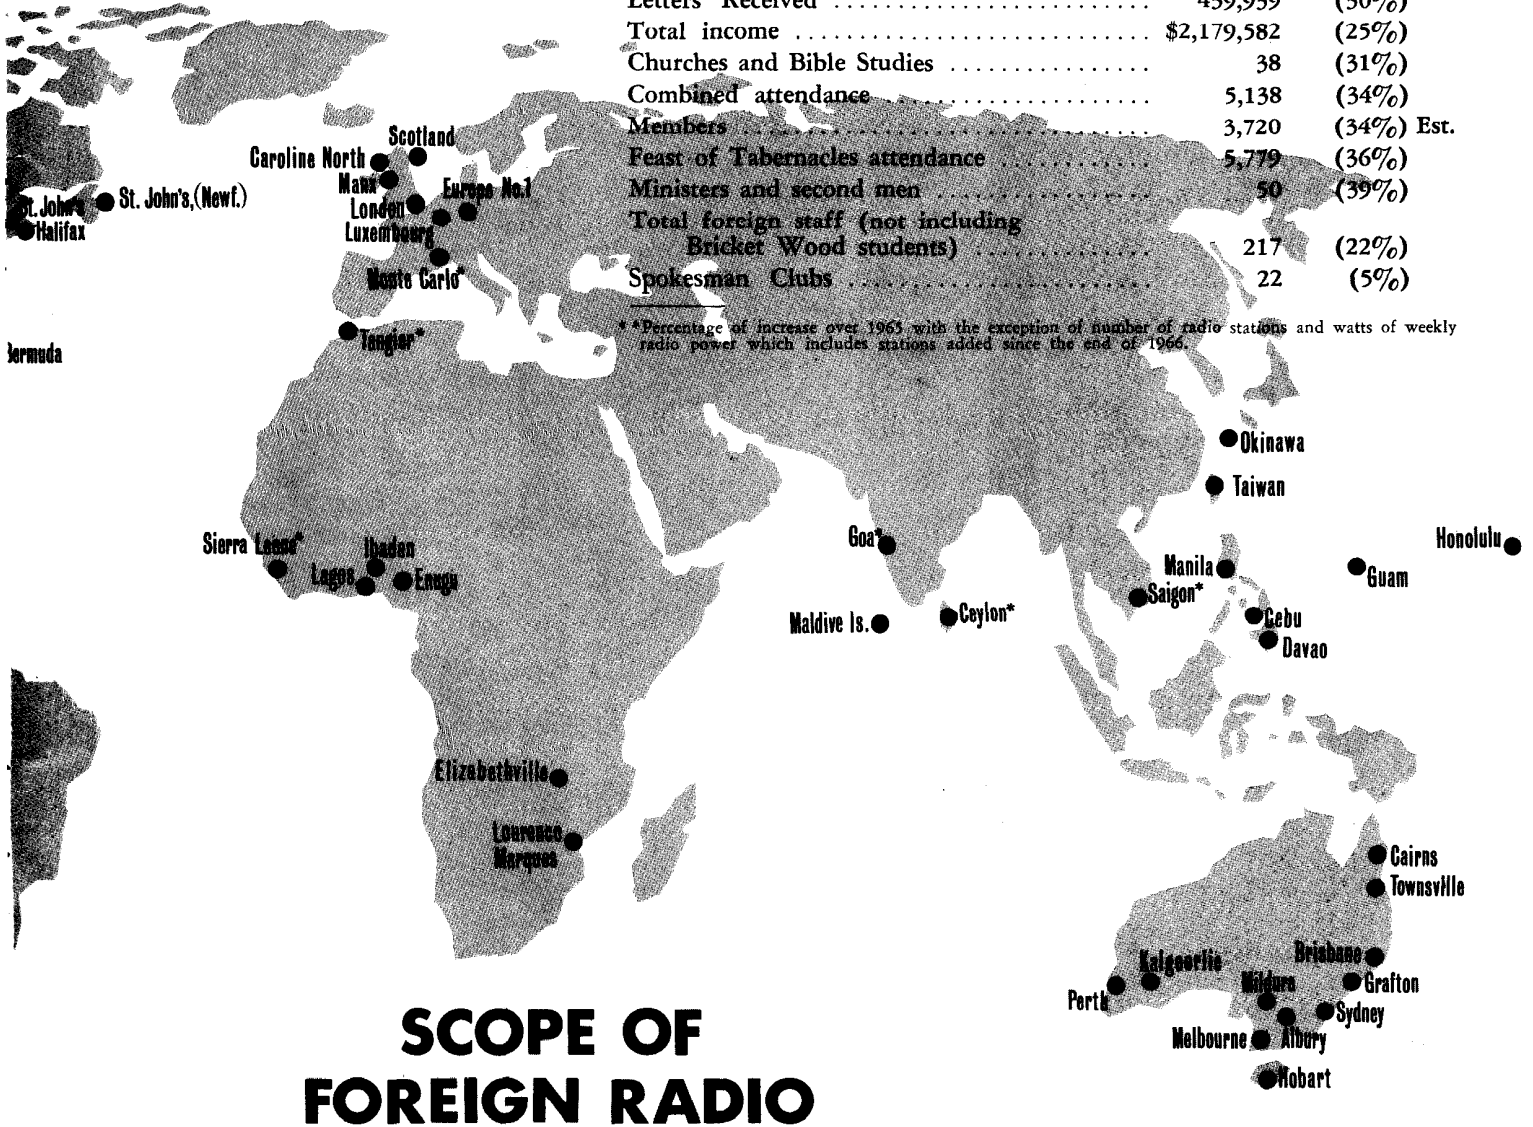 Letters Received .......................... 459,959 (50%)
Total income .......................... $2,179,582 (25%)
Churches and Bible Studies ................ 38 (31%)
Combined attendance ..................... 5,138 (34%)
Members ................................ 3,720 (34%) Est.
Feast of Tabernacles attendance ............ 5,779 (36%)
Ministers and second men ................. 50 (39%)
Total foreign staff (not including
Bricket Wood students) .............. 217 (22%)
Spokesman Clubs ........................ 22 (5%)
**Percentage of increase over 1965 with the exception of number of radio stations and watts of weekly
radio power which includes stations added since the end of 1966.
Scotland
Caroline North
Manx
Europe No.1
London
Luxembourg
Monte Carlo*
St. John's,(Newf.)
St. John's
Halifax
Tangier*
Bermuda
Okinawa
Taiwan
Sierra Leone*
Ibadan
Lagos
Enugu
Goa*
Honolulu
Manila
Guam
Saigon*
Maldive Is.
Ceylon*
Cebu
Davao
Elizabethville
Lourenco
Marques
Cairns
Townsville
Brisbane
Kalgoorlie
Mildura
Grafton
Perth
Sydney
Melbourne
Albury
Hobart
SCOPE OF
FOREIGN RADIO